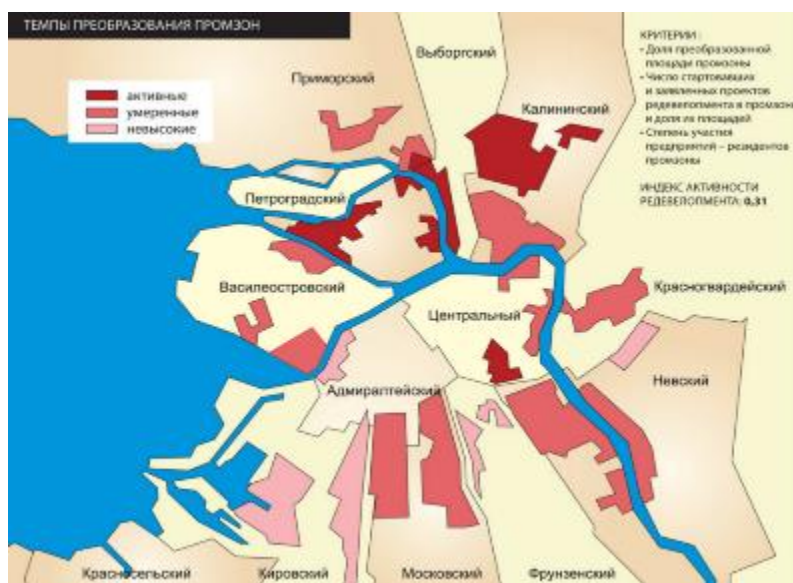 ТЕМПЫ ПРЕОБРАЗОВАНИЯ ПРОМЗОН
активные
умеренные
невысокие
КРИТЕРИИ :
• Доля преобразованной
площади промзоны
• Число стартовавших
и заявленных проектов
редевелопмента в промзоне
и доля их площадей
• Степень участия
предприятий – резидентов
промзоны
ИНДЕКС АКТИВНОСТИ
РЕДЕВЕЛОПМЕНТА: 0,31
Выборгский
Приморский
Калининский
Петроградский
Василеостровский
Красногвардейский
Центральный
Адмиралтейский
Невский
Красносельский
Кировский
Московский
Фрунзенский